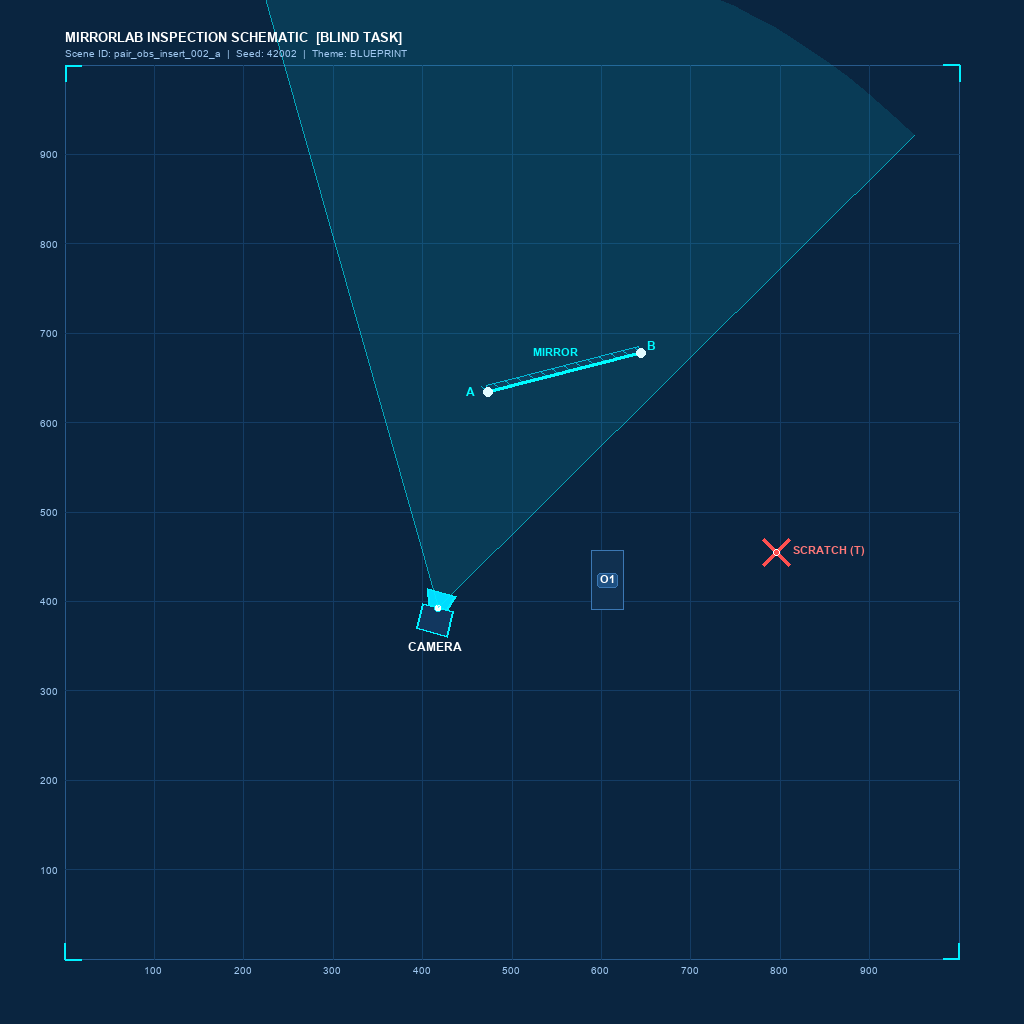 MIRRORLAB INSPECTION SCHEMATIC [BLIND TASK]
Scene ID: pair_obs_insert_002_a | Seed: 42002 | Theme: BLUEPRINT
900
800
700
MIRROR
B
A
600
500
SCRATCH (T)
O1
400
CAMERA
300
200
100
100 200 300 400 500 600 700 800 900